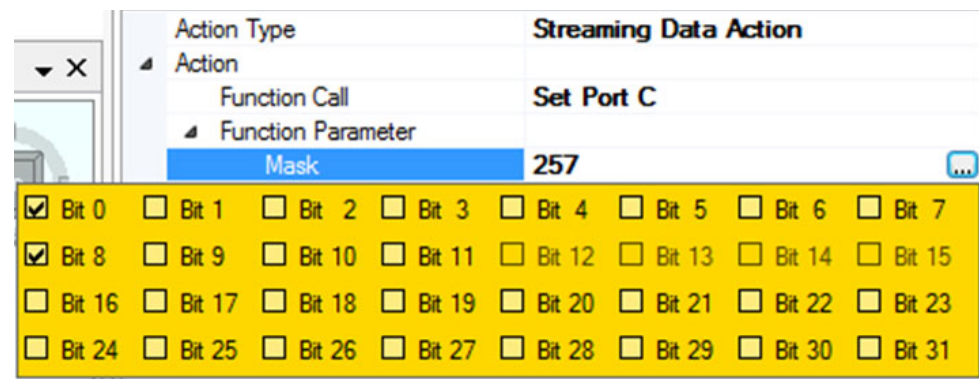 Action Type Streaming Data Action
Action
Function Call Set Port C
Function Parameter
Mask 257 ...
Bit 0 Bit 1 Bit 2 Bit 3 Bit 4 Bit 5 Bit 6 Bit 7
Bit 8 Bit 9 Bit 10 Bit 11 Bit 12 Bit 13 Bit 14 Bit 15
Bit 16 Bit 17 Bit 18 Bit 19 Bit 20 Bit 21 Bit 22 Bit 23
Bit 24 Bit 25 Bit 26 Bit 27 Bit 28 Bit 29 Bit 30 Bit 31